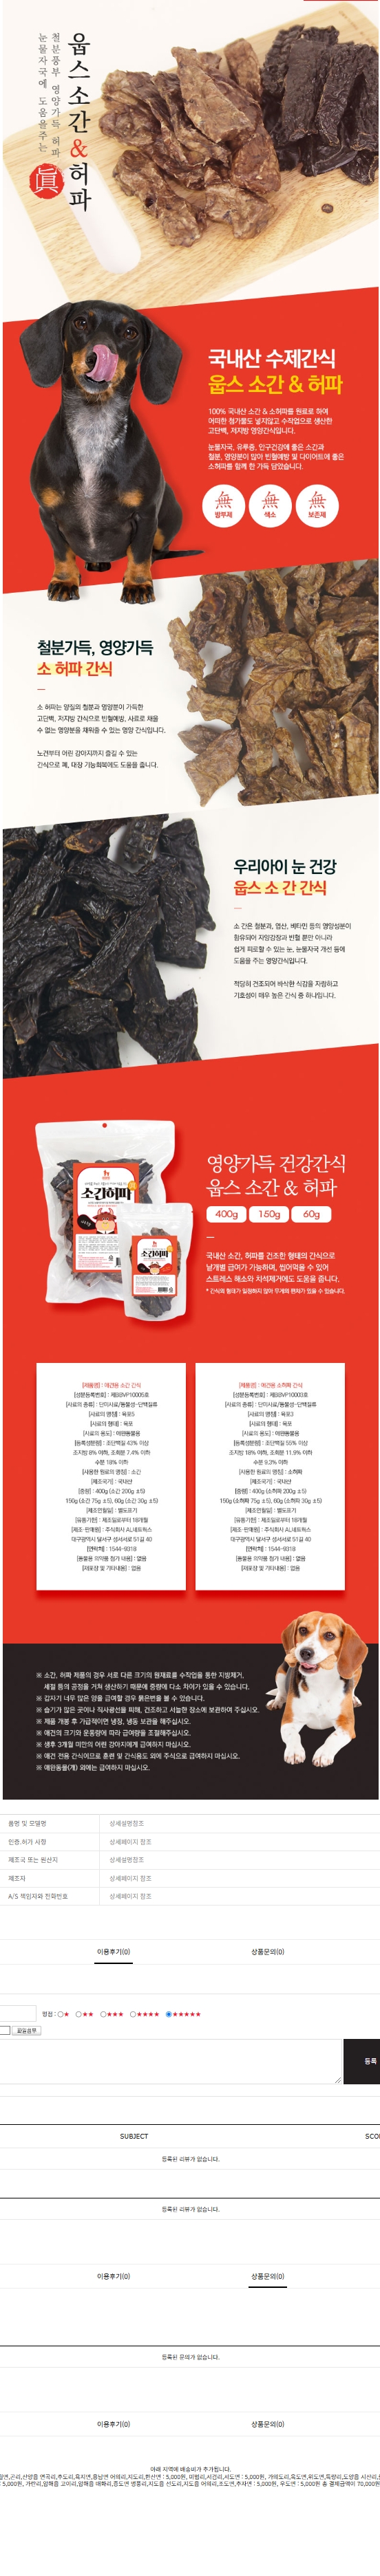 철분풍부 영양가득 허파
눈물자국에 도움을주는
웁스소간&허파
眞
국내산 수제간식
웁스 소간 & 허파
100% 국내산 소간 & 소허파를 원료로 하여
어떠한 첨가물도 넣지않고 수작업으로 생산한
고단백, 저지방 영양간식입니다.
눈물자국, 유루증, 안구건강에 좋은 소간과
철분, 영양분이 많아 빈혈예방 및 다이어트에 좋은
소허파를 함께 한 가득 담았습니다.
無 無 無
방부제 색소 보존제
철분가득, 영양가득
소 허파 간식
소 허파는 양질의 철분과 영양분이 가득한
고단백, 저지방 간식으로 빈혈예방, 사료로 채울
수 없는 영양분을 채워줄 수 있는 영양 간식입니다.
노견부터 어린 강아지까지 즐길 수 있는
간식으로 폐, 대장 기능회복에도 도움을 줍니다.
우리아이 눈 건강
웁스 소 간 간식
소 간은 철분과, 엽산, 비타민 등의 영양성분이
함유되어 자양강장과 빈혈 뿐만 아니라
쉽게 피로할 수 있는 눈, 눈물자국 개선 등에
도움을 주는 영양간식입니다.
적당히 건조되어 바삭한 식감을 자랑하고
기호성이 매우 높은 간식 중 하나입니다.
소간허파
소간허파
영양가득 건강간식
웁스 소간 & 허파
400g 150g 60g
국내산 소간, 허파를 건조한 형태의 간식으로
낱개별 급여가 가능하며, 씹어먹을 수 있어
스트레스 해소와 치석제거에도 도움을 줍니다.
* 간식의 형태가 일정하지 않아 무게의 편차가 있을 수 있습니다.
[제품명] : 애견용 소간 간식
[성분등록번호] : 제S8VP10005호
[사료의 종류] : 단미사료/동물성-단백질류
[사료의 명칭] : 육포5
[사료의 형태] : 육포
[사료의 용도] : 애완동물용
[등록성분량] : 조단백질 43% 이상
조지방 8% 이하, 조회분 7.4% 이하
수분 18% 이하
[사용한 원료의 명칭] : 소간
[제조국가] : 국내산
[중량] : 400g (소간 200g ±5)
150g (소간 75g ±5), 60g (소간 30g ±5)
[제조연월일] : 별도표기
[유통기한] : 제조일로부터 18개월
[제조·판매원] : 주식회사 AL네트웍스
대구광역시 달서구 성서서로 51길 40
[연락처] : 1544-9318
[동물용 의약품 첨가 내용] : 없음
[재포장 및 기타내용] : 없음
[제품명] : 애견용 소허파 간식
[성분등록번호] : 제S8VP10003호
[사료의 종류] : 단미사료/동물성-단백질류
[사료의 명칭] : 육포3
[사료의 형태] : 육포
[사료의 용도] : 애완동물용
[등록성분량] : 조단백질 55% 이상
조지방 18% 이하, 조회분 11.9% 이하
수분 9.3% 이하
[사용한 원료의 명칭] : 소허파
[제조국가] : 국내산
[중량] : 400g (소허파 200g ±5)
150g (소허파 75g ±5), 60g (소허파 30g ±5)
[제조연월일] : 별도표기
[유통기한] : 제조일로부터 18개월
[제조·판매원] : 주식회사 AL네트웍스
대구광역시 달서구 성서서로 51길 40
[연락처] : 1544-9318
[동물용 의약품 첨가 내용] : 없음
[재포장 및 기타내용] : 없음
※ 소간, 허파 제품의 경우 서로 다른 크기의 원재료를 수작업을 통한 지방제거,
세절 등의 공정을 거쳐 생산하기 때문에 중량에 다소 차이가 있을 수 있습니다.
※ 갑자기 너무 많은 양을 급여할 경우 묽은변을 볼 수 있습니다.
※ 습기가 많은 곳이나 직사광선을 피해, 건조하고 서늘한 장소에 보관하여 주십시오.
※ 제품 개봉 후 가급적이면 냉장, 냉동 보관을 해주십시오.
※ 애견의 크기와 운동량에 따라 급여량을 조절해주십시오.
※ 생후 3개월 미만의 어린 강아지에게 급여하지 마십시오.
※ 애견 전용 간식이므로 훈련 및 간식용도 외에 주식으로 급여하지 마십시오.
※ 애완동물(개) 외에는 급여하지 마십시오.
품명 및 모델명 상세설명참조
인증.허가 사항 상세페이지 참조
제조국 또는 원산지 상세설명참조
제조자 상세페이지 참조
A/S 책임자와 전화번호 상세페이지 참조
이용후기(0) 상품문의(0)
평점 : ★ ★★ ★★★ ★★★★ ★★★★★
파일첨부
등록
SUBJECT SCO
등록된 리뷰가 없습니다.
등록된 리뷰가 없습니다.
이용후기(0) 상품문의(0)
등록된 문의가 없습니다.
이용후기(0) 상품문의(0)
아래 지역에 배송비가 추가됩니다.